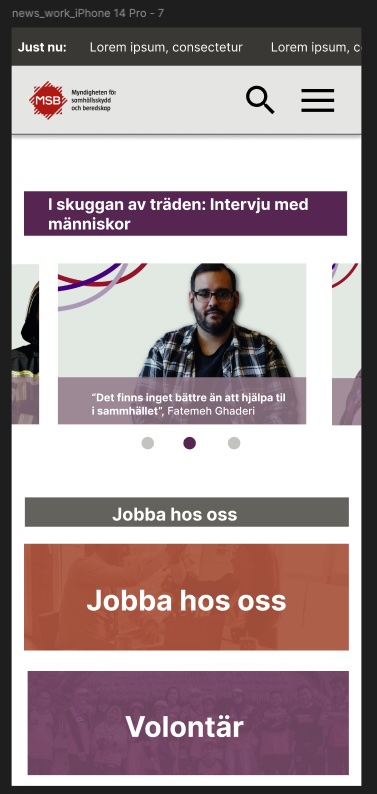 news_work_iPhone 14 Pro - 7
Just nu: Lorem ipsum, consectetur Lorem ipsum, c
MSB
Myndigheten för
samhällsskydd
och beredskap
I skuggan av träden: Intervju med
människor
"Det finns inget bättre än att hjälpa til
i sammhället", Fatemeh Ghaderi
Jobba hos oss
Jobba hos oss
Volontär